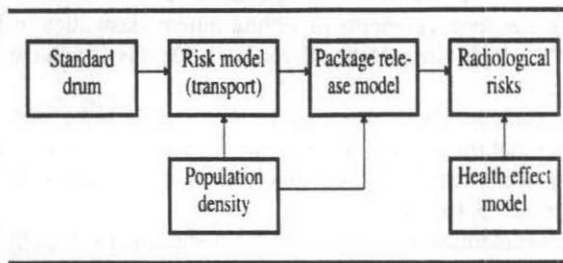 Standard
drum
Risk model
(transport)
Package rele-
ase model
Radiological
risks
Population
density
Health effect
model